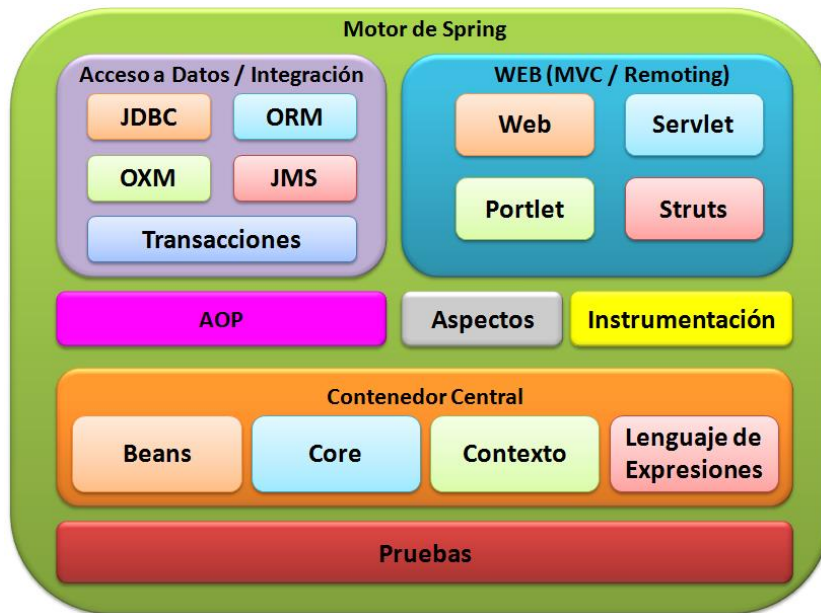 Motor de Spring
Acceso a Datos / Integración
JDBC
ORM
OXM
JMS
Transacciones
WEB (MVC / Remoting)
Web
Servlet
Portlet
Struts
AOP
Aspectos
Instrumentación
Contenedor Central
Beans
Core
Contexto
Lenguaje de
Expresiones
Pruebas